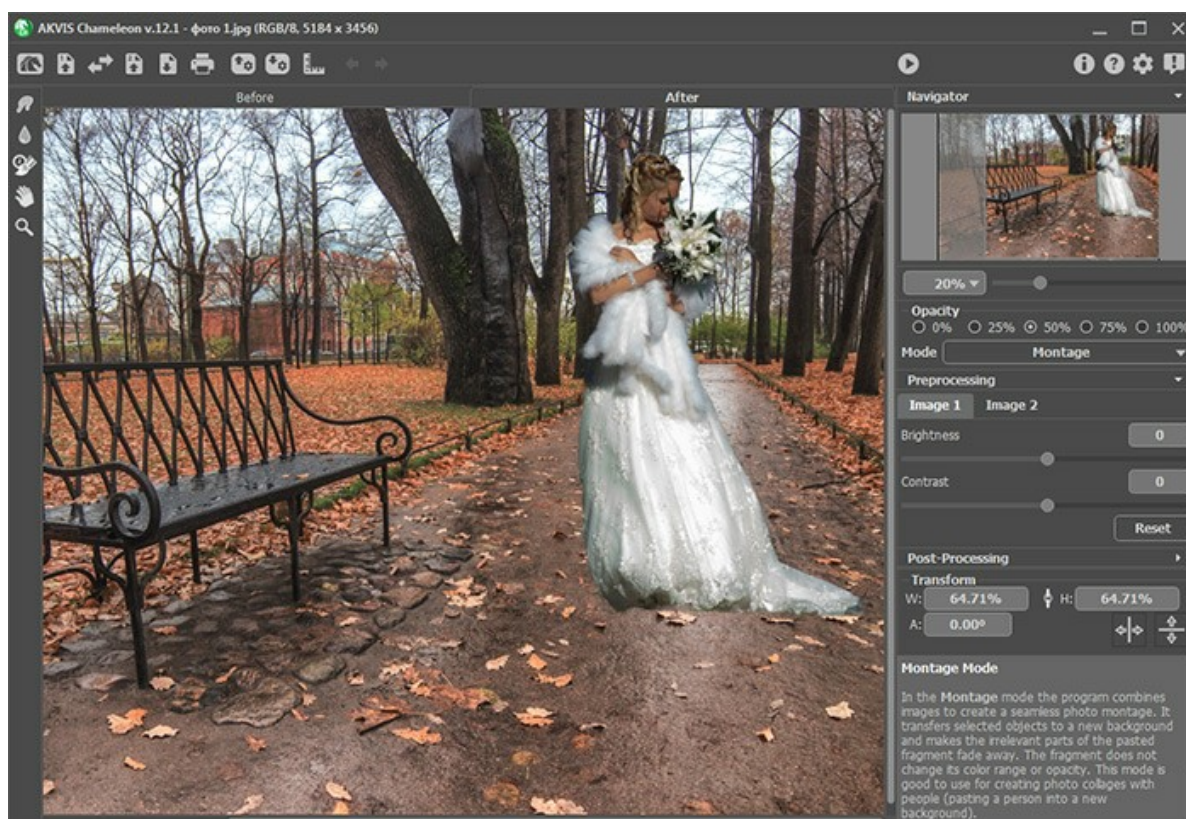 AKVIS Chameleon v.12.1 - фото 1.jpg (RGB/8, 5184 x 3456)
Before
After
Navigator
20%
Opacity
0% 25% 50% 75% 100%
Mode Montage
Preprocessing
Image 1 Image 2
Brightness 0
Contrast 0
Reset
Post-Processing
Transform
W: 64.71% H: 64.71%
A: 0.00º
Montage Mode
In the Montage mode the program combines
images to create a seamless photo montage. It
transfers selected objects to a new background
and makes the irrelevant parts of the pasted
fragment fade away. The fragment does not
change its color range or opacity. This mode is
good to use for creating photo collages with
people (pasting a person into a new
background).